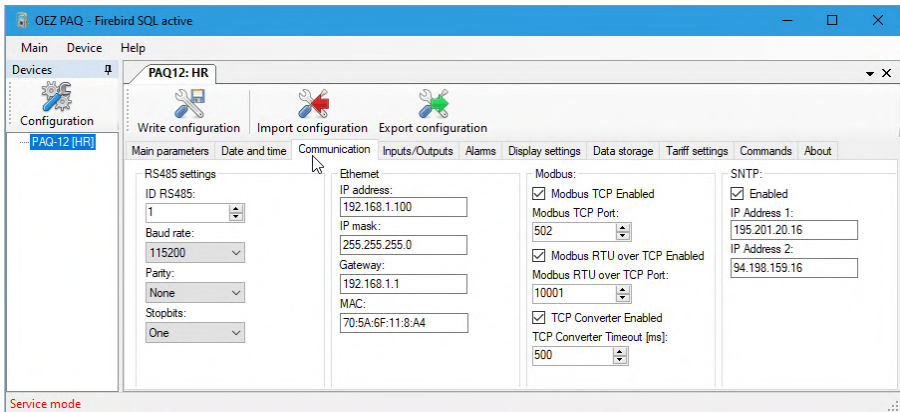 OEZ PAQ - Firebird SQL active
Main Device Help
Devices
Configuration
PAQ-12 [HR]
PAQ12: HR
Write configuration Import configuration Export configuration
Main parameters Date and time Communication Inputs/Outputs Alarms Display settings Data storage Tariff settings Commands About
RS485 settings
ID RS485:
1
Baud rate:
115200
Parity:
None
Stopbits:
One
Ethernet
IP address:
192.168.1.100
IP mask:
255.255.255.0
Gateway:
192.168.1.1
MAC:
70:5A:6F:11:8:A4
Modbus:
Modbus TCP Enabled
Modbus TCP Port:
502
Modbus RTU over TCP Enabled
Modbus RTU over TCP Port:
10001
TCP Converter Enabled
TCP Converter Timeout [ms]:
500
SNTP:
Enabled
IP Address 1:
195.201.20.16
IP Address 2:
94.198.159.16
Service mode